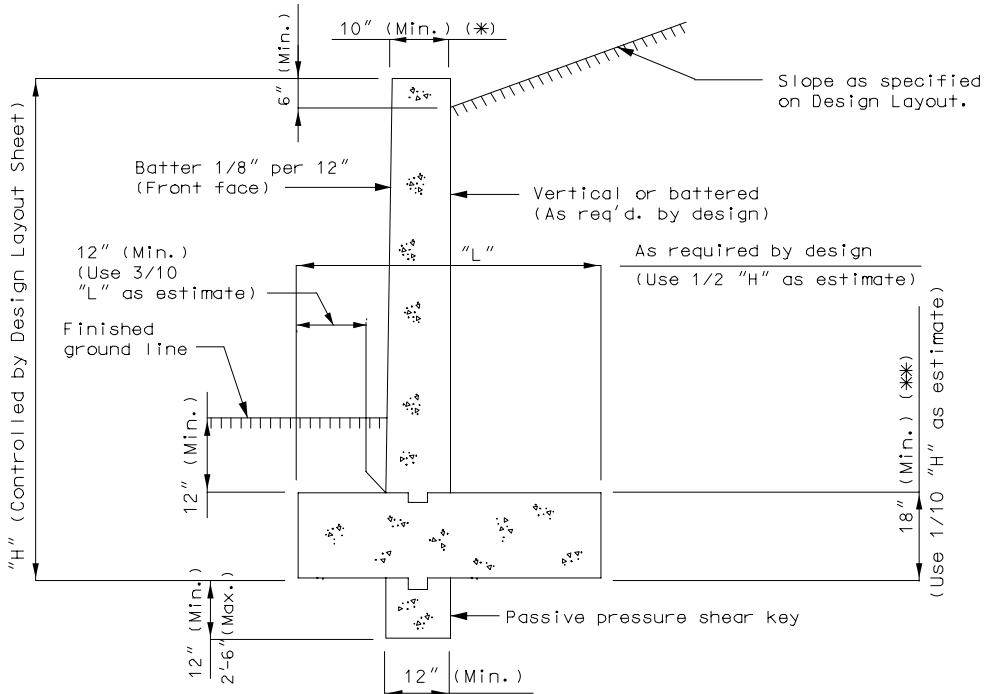 10" (Min.) (*)
6" (Min.)
Slope as specified
on Design Layout.
"H" (Controlled by Design Layout Sheet)
Batter 1/8" per 12"
(Front face)
Vertical or battered
(As req'd. by design)
12" (Min.)
(Use 3/10
"L" as estimate)
"L"
As required by design
(Use 1/2 "H" as estimate)
Finished
ground line
12" (Min.)
18" (Min.) (**)
(Use 1/10 "H" as estimate)
12" (Min.)
2'-6"(Max.)
Passive pressure shear key
12" (Min.)